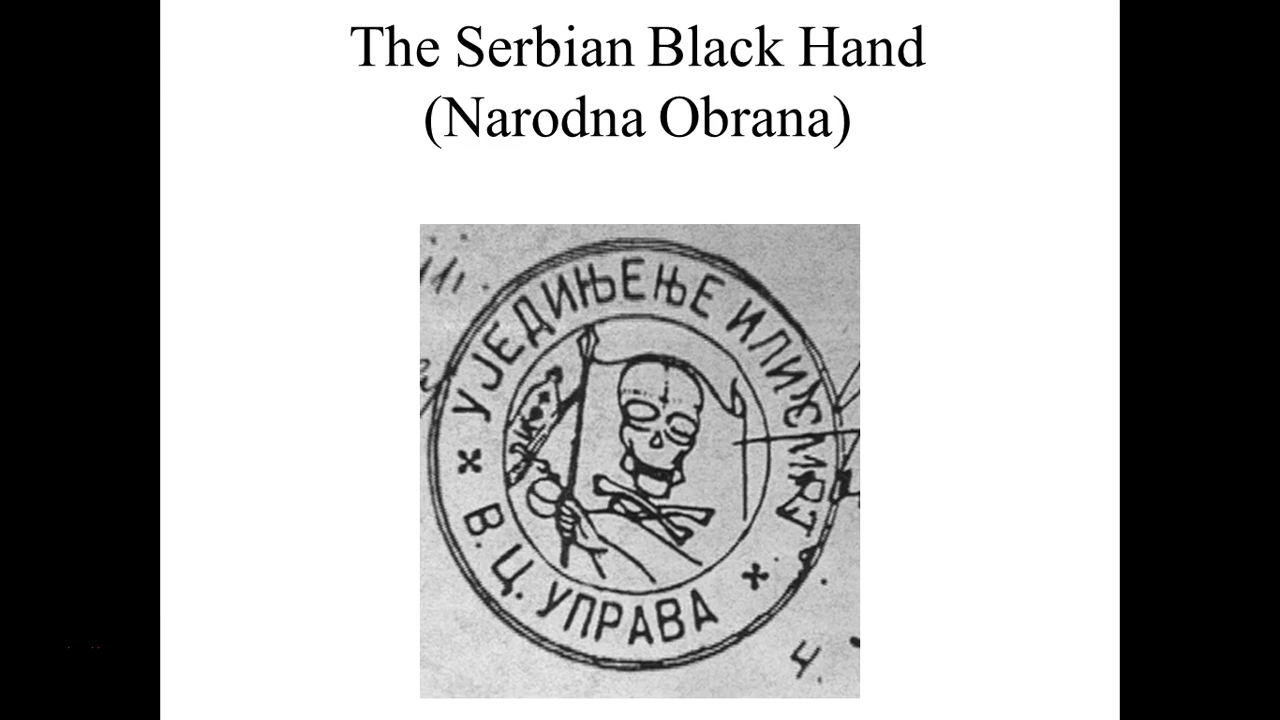 The Serbian Black Hand
(Narodna Obrana)
УЈЕДИЊЕЊЕ ИЛИ СМРТ
В. Ц. УПРАВА
Ч.